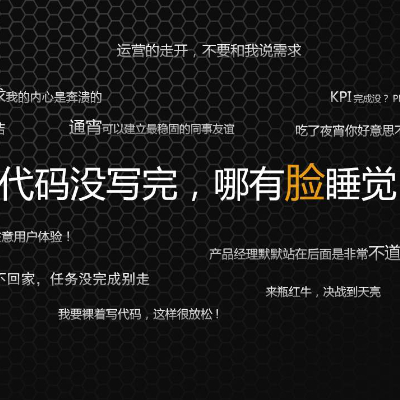 运营的走开，不要和我说需求
我的内心是奔溃的
KPI完成没？
通宵可以建立最稳固的同事友谊
吃了夜宵你好意思不
代码没写完，哪有脸睡觉
意用户体验！
产品经理默默站在后面是非常不道
不回家，任务没完成别走
来瓶红牛，决战到天亮
我要裸着写代码，这样很放松！